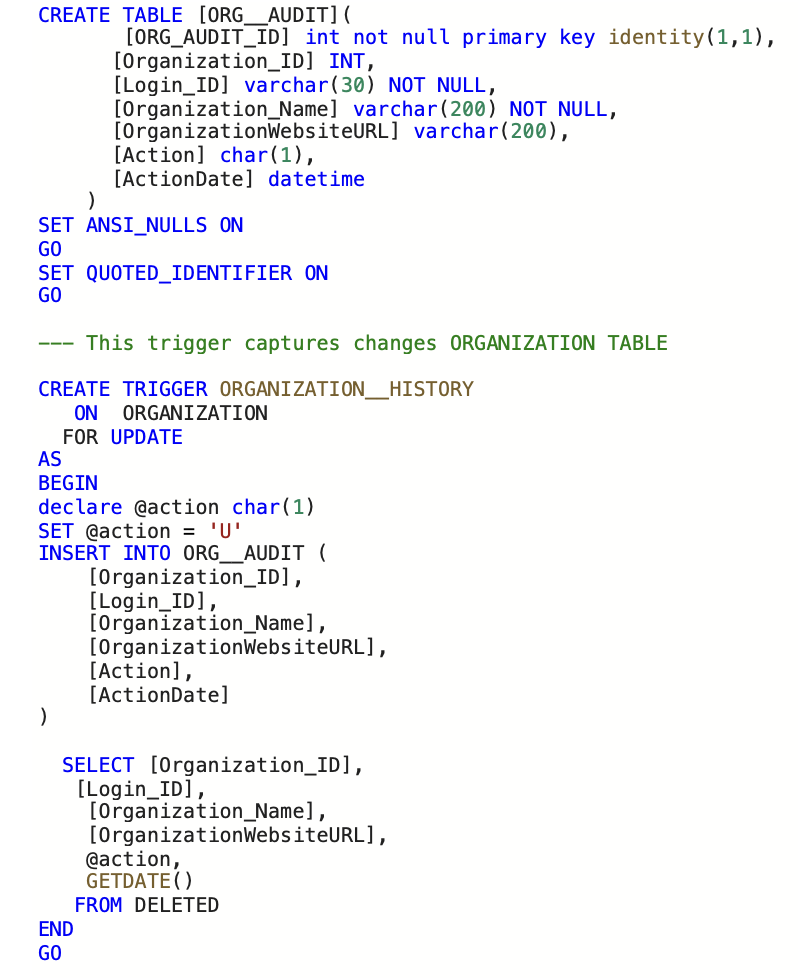 CREATE TABLE [ORG__AUDIT](
[ORG_AUDIT_ID] int not null primary key identity(1,1),
[Organization_ID] INT,
[Login_ID] varchar(30) NOT NULL,
[Organization_Name] varchar(200) NOT NULL,
[OrganizationWebsiteURL] varchar(200),
[Action] char(1),
[ActionDate] datetime
)
SET ANSI_NULLS ON
GO
SET QUOTED_IDENTIFIER ON
GO
--- This trigger captures changes ORGANIZATION TABLE
CREATE TRIGGER ORGANIZATION__HISTORY
ON ORGANIZATION
FOR UPDATE
AS
BEGIN
declare @action char(1)
SET @action = 'U'
INSERT INTO ORG__AUDIT (
[Organization_ID],
[Login_ID],
[Organization_Name],
[OrganizationWebsiteURL],
[Action],
[ActionDate]
)
SELECT [Organization_ID],
[Login_ID],
[Organization_Name],
[OrganizationWebsiteURL],
@action,
GETDATE()
FROM DELETED
END
GO